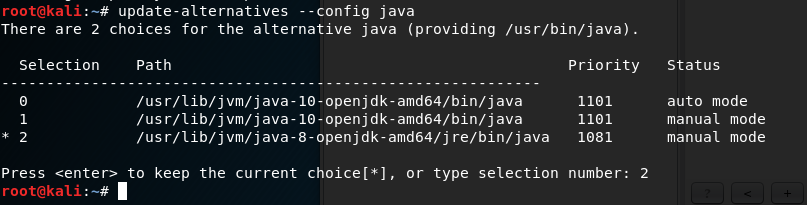 root@kali:~# update-alternatives --config java
There are 2 choices for the alternative java (providing /usr/bin/java).
  Selection    Path                                            Priority   Status
------------------------------------------------------------
  0            /usr/lib/jvm/java-10-openjdk-amd64/bin/java      1101      auto mode
  1            /usr/lib/jvm/java-10-openjdk-amd64/bin/java      1101      manual mode
* 2            /usr/lib/jvm/java-8-openjdk-amd64/jre/bin/java   1081      manual mode
Press <enter> to keep the current choice[*], or type selection number: 2
root@kali:~#
? < +